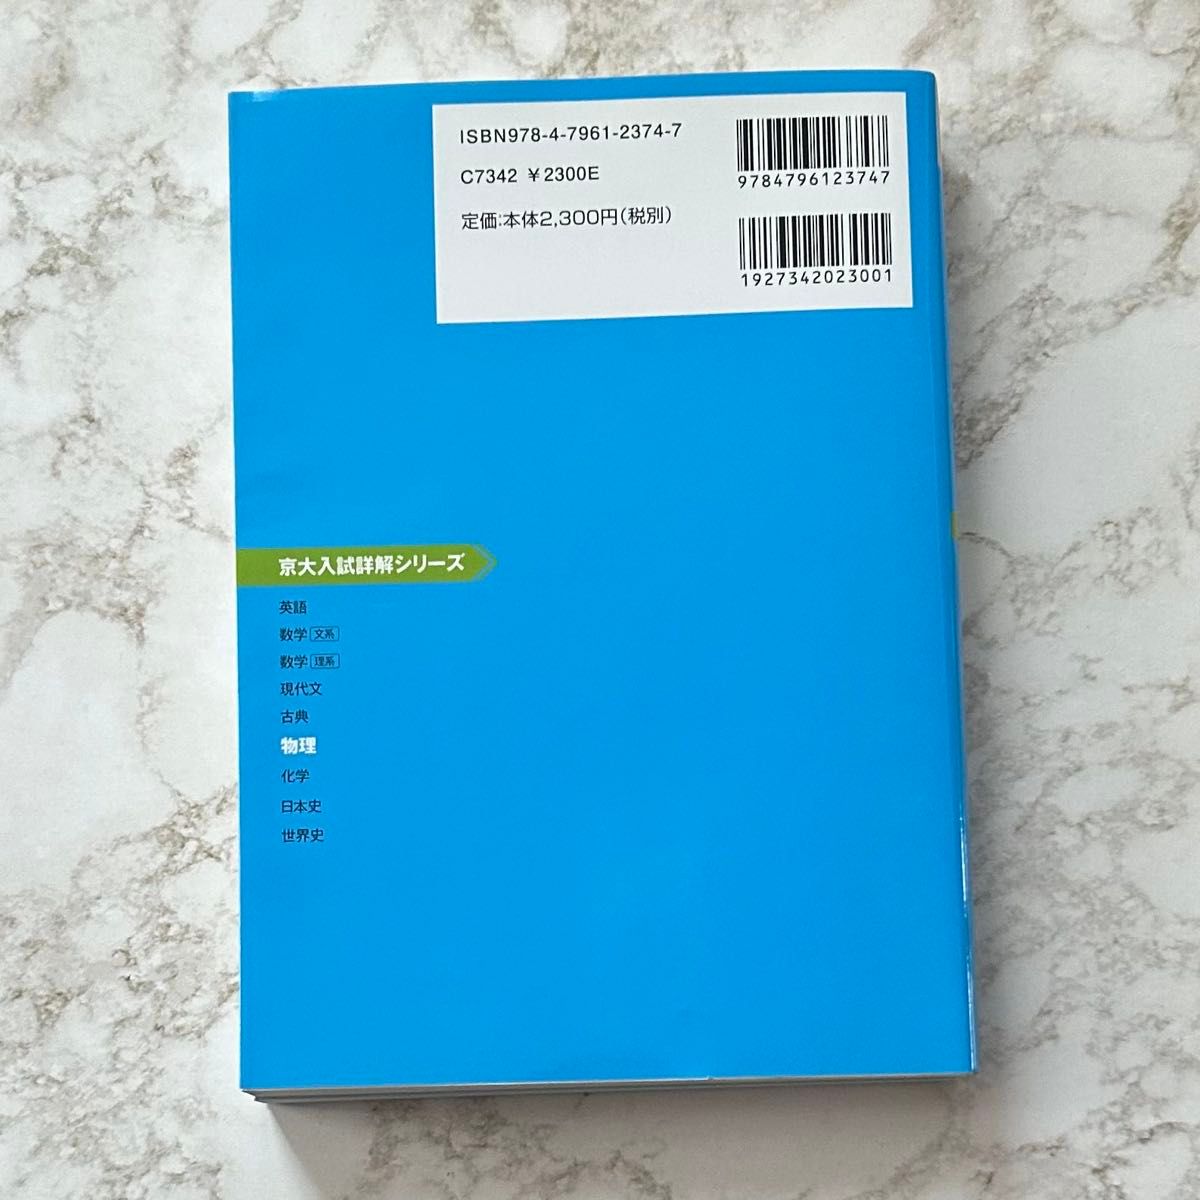 ISBN978-4-7961-2374-7
C7342 ¥2300E
定価:本体2,300円(税別)
9784796123747
1927342023001
京大入試詳解シリーズ
英語
数学 文系
数学 理系
現代文
古典
物理
化学
日本史
世界史